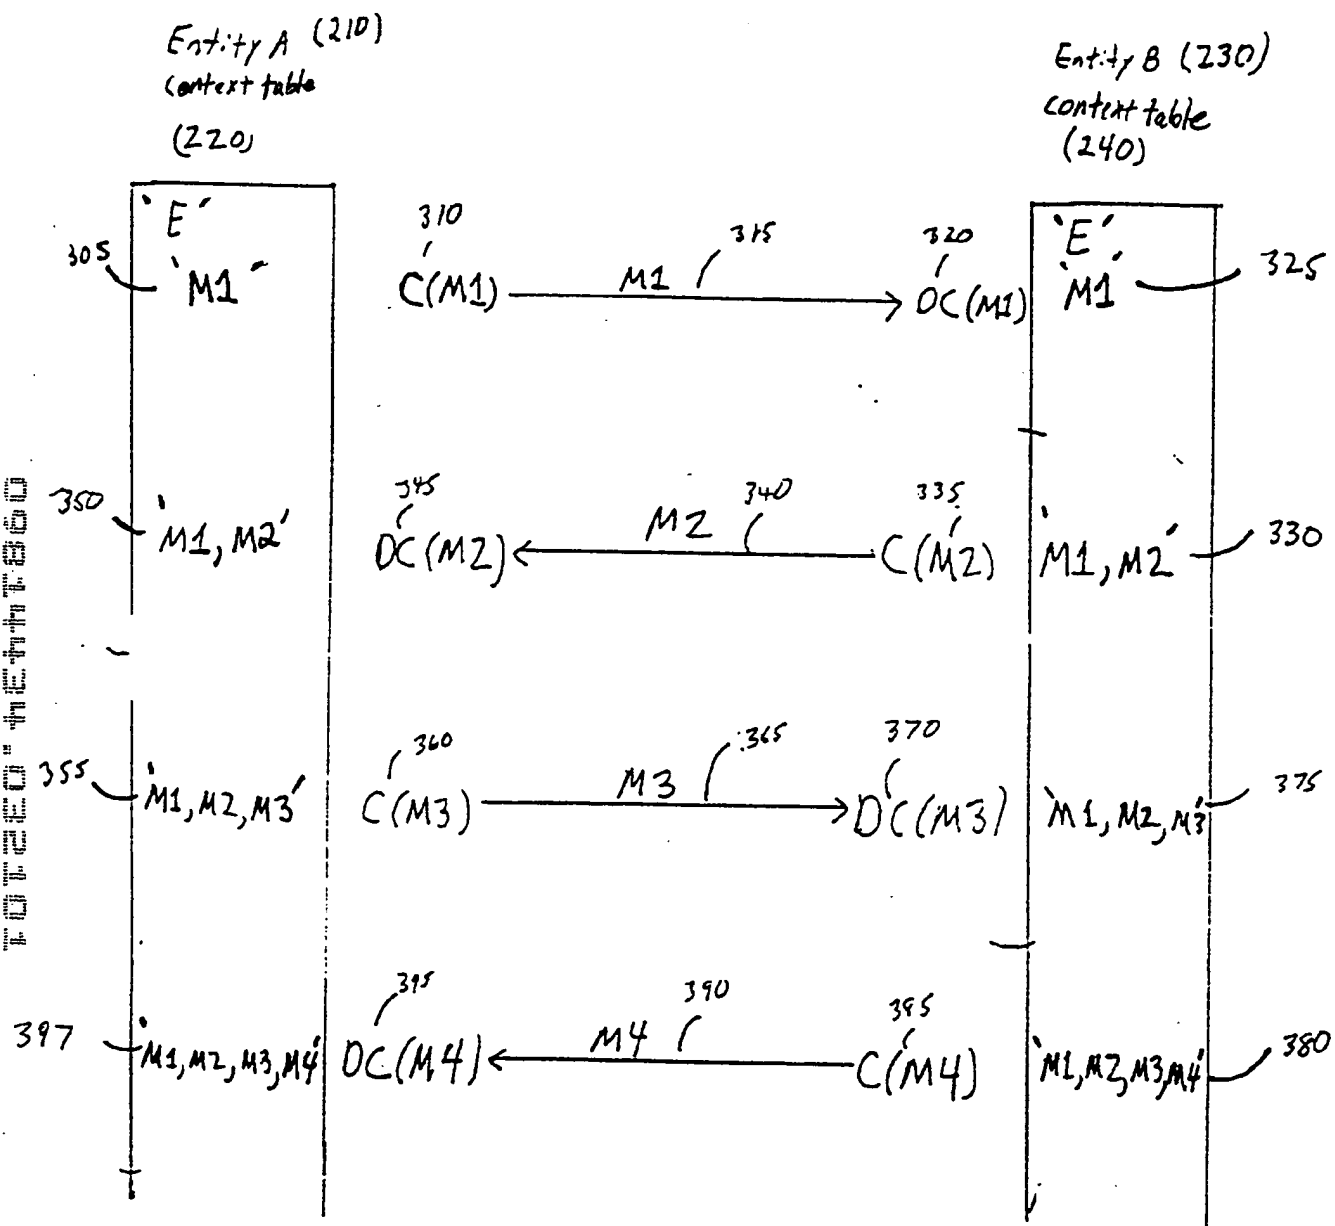 Entity A (210)
context table
(220)
Entity B (230)
context table
(240)
'E'
'M1'
305
310
C(M1)
M1
315
320
DC(M1)
'E'
'M1'
325
350
'M1, M2'
345
DC(M2)
M2
340
335
C(M2)
'M1, M2'
330
355
'M1, M2, M3'
360
C(M3)
M3
365
370
DC(M3)
'M1, M2, M3'
375
397
'M1, M2, M3, M4'
395
DC(M4)
M4
390
385
C(M4)
'M1, M2, M3, M4'
380